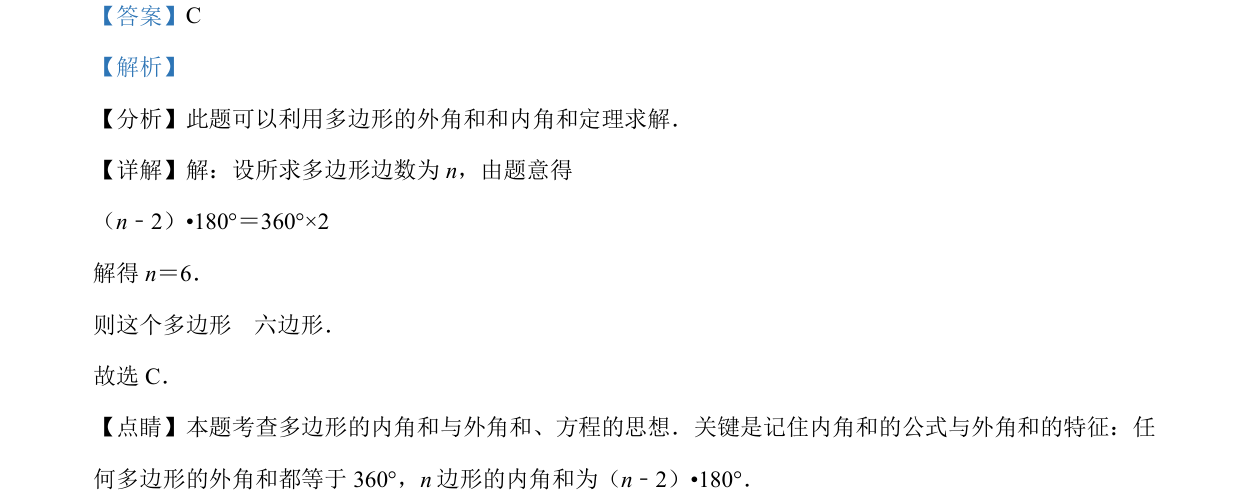 【答案】C
【解析】
【分析】此题可以利用多边形的外角和和内角和定理求解．
【详解】解：设所求多边形边数为 n，由题意得
（n﹣2）•180°＝360°×2
解得 n＝6．
则这个多边形　六边形．
故选 C．
【点睛】本题考查多边形的内角和与外角和、方程的思想．关键是记住内角和的公式与外角和的特征：任
何多边形的外角和都等于 360°，n 边形的内角和为（n﹣2）•180°．